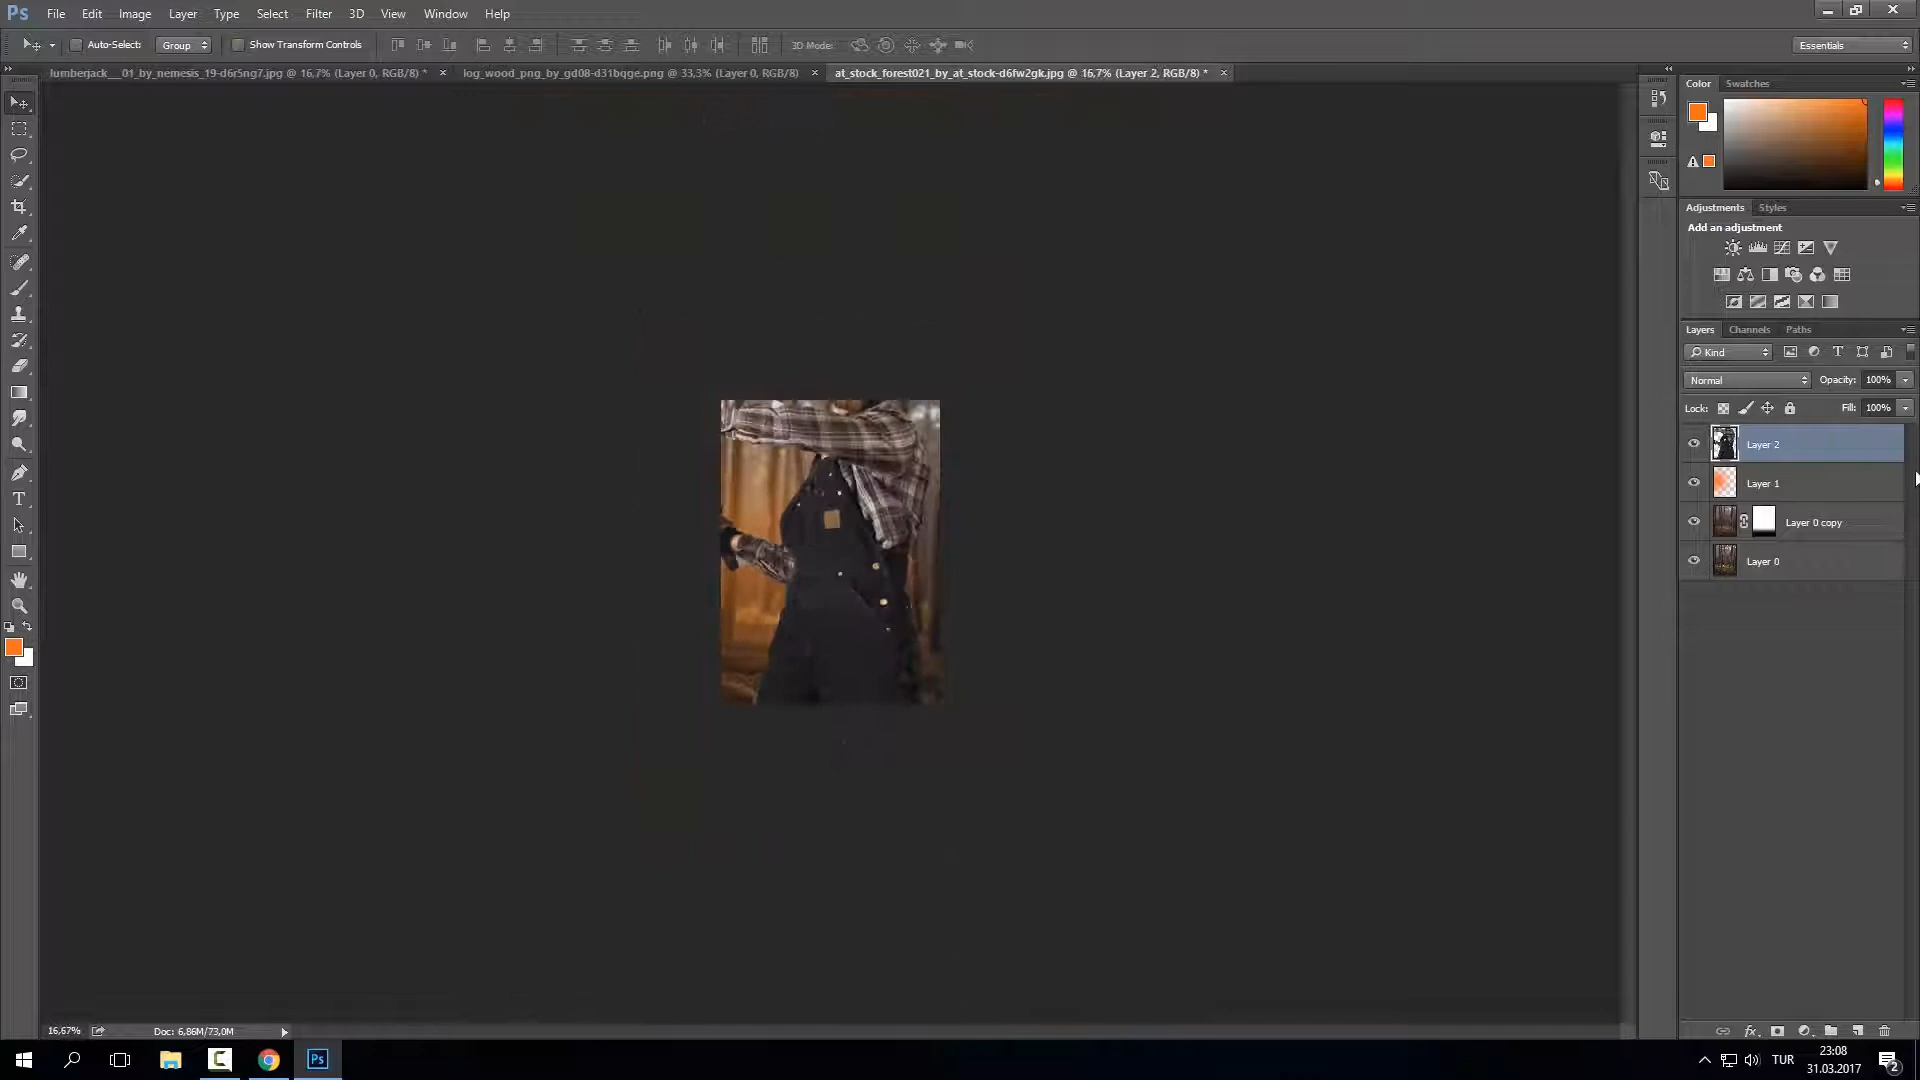 Ps File Edit Image Layer Type Select Filter 3D View Window Help
Auto-Select: Group Show Transform Controls 3D Mode: Essentials
lumberjack___01_by_nemesis_19-d6r5ng7.jpg @ 16,7% (Layer 0, RGB/8) * × log_wood_png_by_gd08-d31bqge.png @ 33,3% (Layer 0, RGB/8) × at_stock_forest021_by_at_stock-d6fw2gk.jpg @ 16,7% (Layer 2, RGB/8) * ×
Color Swatches
Adjustments Styles
Add an adjustment
Layers Channels Paths
Kind
Normal Opacity: 100%
Lock: Fill: 100%
Layer 2
Layer 1
Layer 0 copy
Layer 0
16,67% Doc: 6,86M/73,0M
Ps TUR 23:08
31.03.2017 2